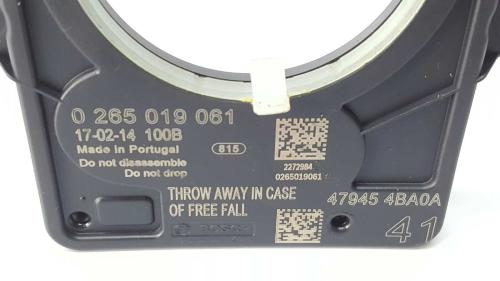 0 265 019 061
17-02-14 100B
Made in Portugal
815
Do not disassemble
Do not drop
2272984
0265019061
THROW AWAY IN CASE
OF FREE FALL
47945 4BA0A
BOSCH
41